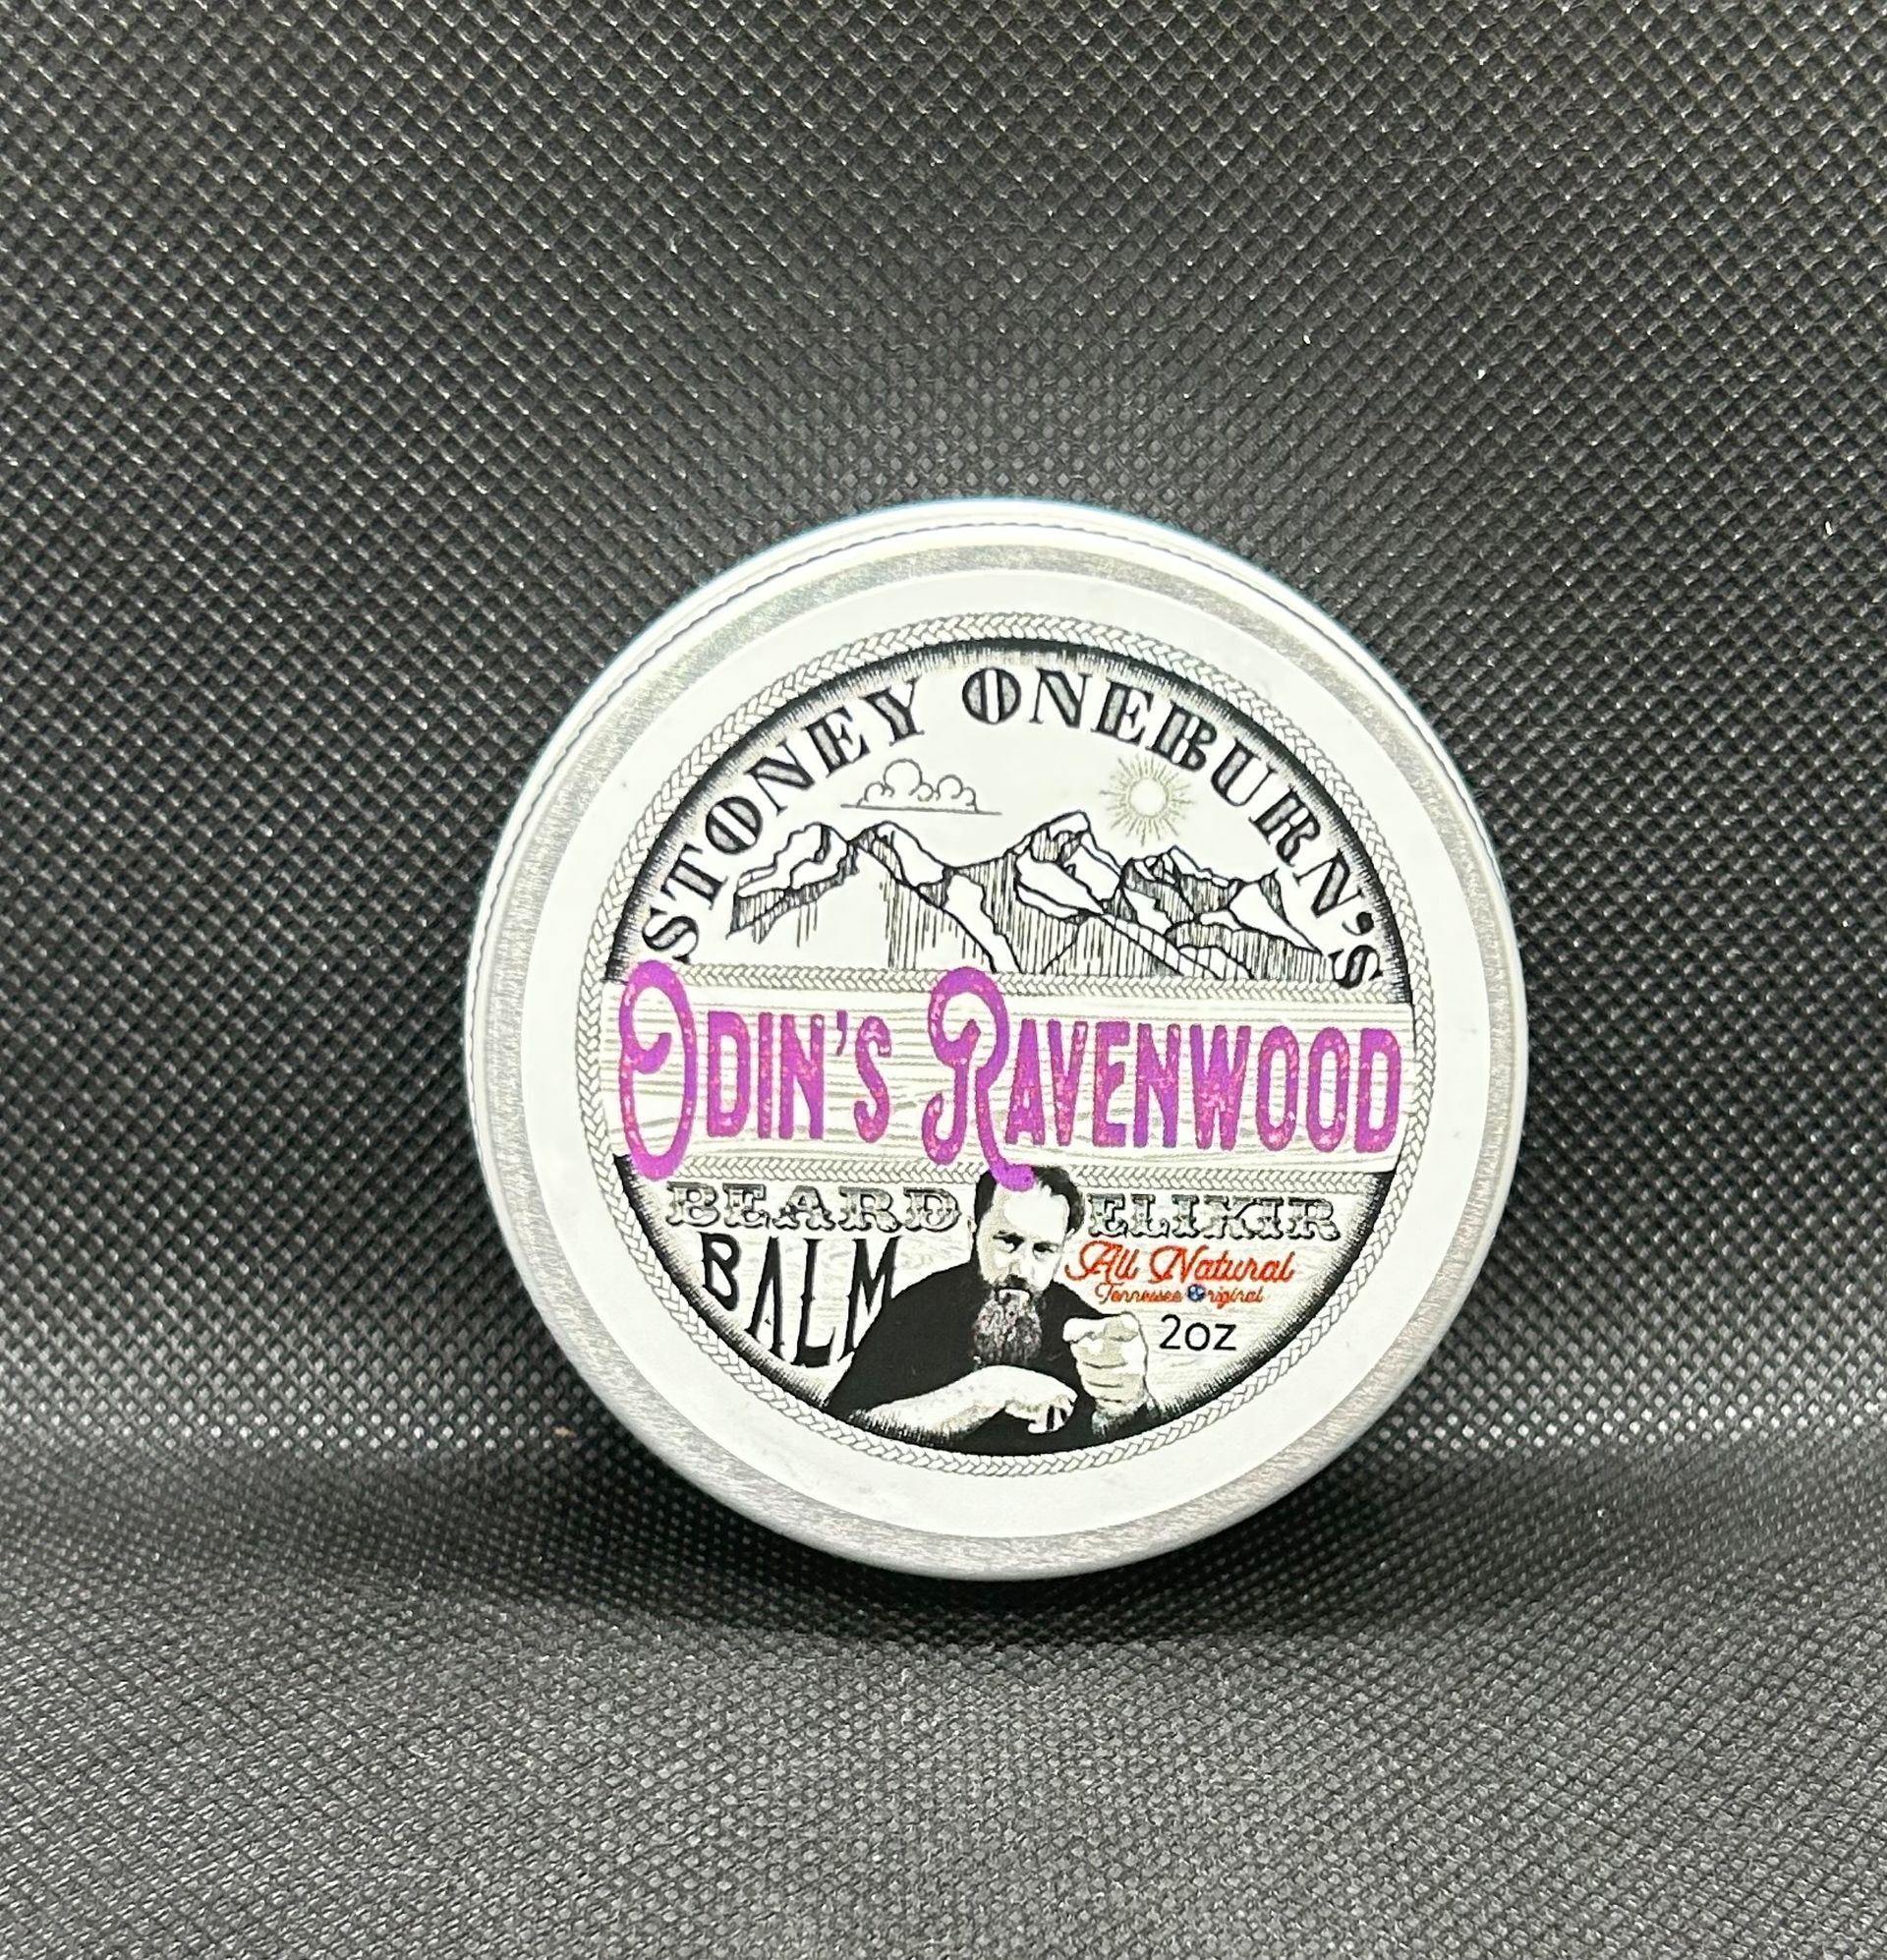 STONEY ONEBURN'S
ODIN'S RAVENWOOD
BEARD ELIXIR
BALM
All Natural
Tennessee Original
2oz